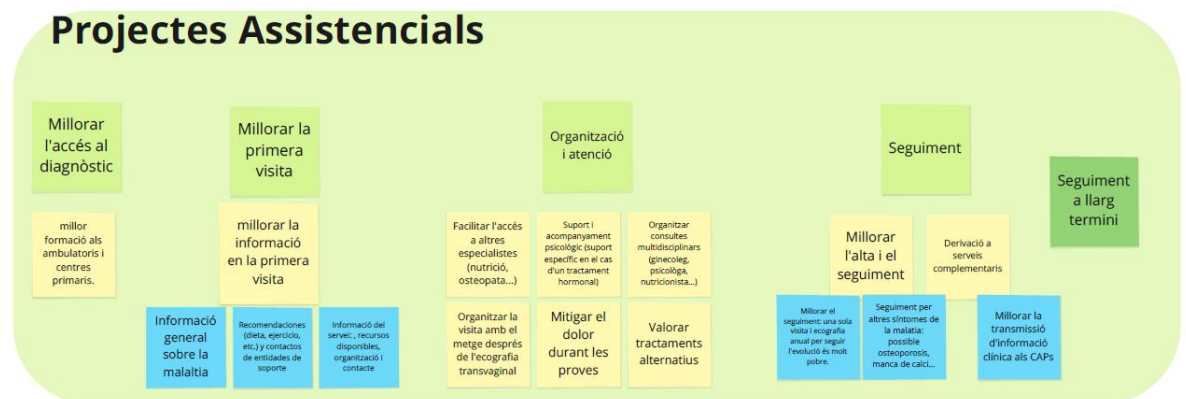 Projectes Assistencials
Millorar
l'accés al
diagnòstic
Millorar la
primera
visita
Organització
i atenció
Seguiment
Seguiment
a llarg
termini
millor
formació als
ambulatoris i
centres
primaris.
millorar la
informació
en la primera
visita
Facilitar l'accés
a altres
especialistes
(nutrició,
osteopata...)
Suport i
acompanyament
psicològic (suport
específic en el cas
d'un tractament
hormonal)
Organitzar
consultes
multidisciplinars
(ginecoleg,
psicològa,
nutricionista...)
Millorar
l'alta i el
seguiment
Derivació a
serveis
complementaris
Informació
general
sobre la
malaltia
Recomendaciones
(dieta, ejercicio,
etc.) y contactos
de entidades de
soporte
Informació del
servei: , recursos
disponibles,
organització i
contacte
Organitzar la
visita amb el
metge després
de l'ecografia
transvaginal
Mitigar el
dolor
durant les
proves
Valorar
tractaments
alternatius
Millorar el
seguiment: una sola
visita i ecografia
anual per seguir
l'evolució és molt
pobre.
Seguiment per
altres síntomes de
la malatia:
possible
osteoporosis,
manca de calci...
Millorar la
transmissió
d'informació
clínica als CAPs